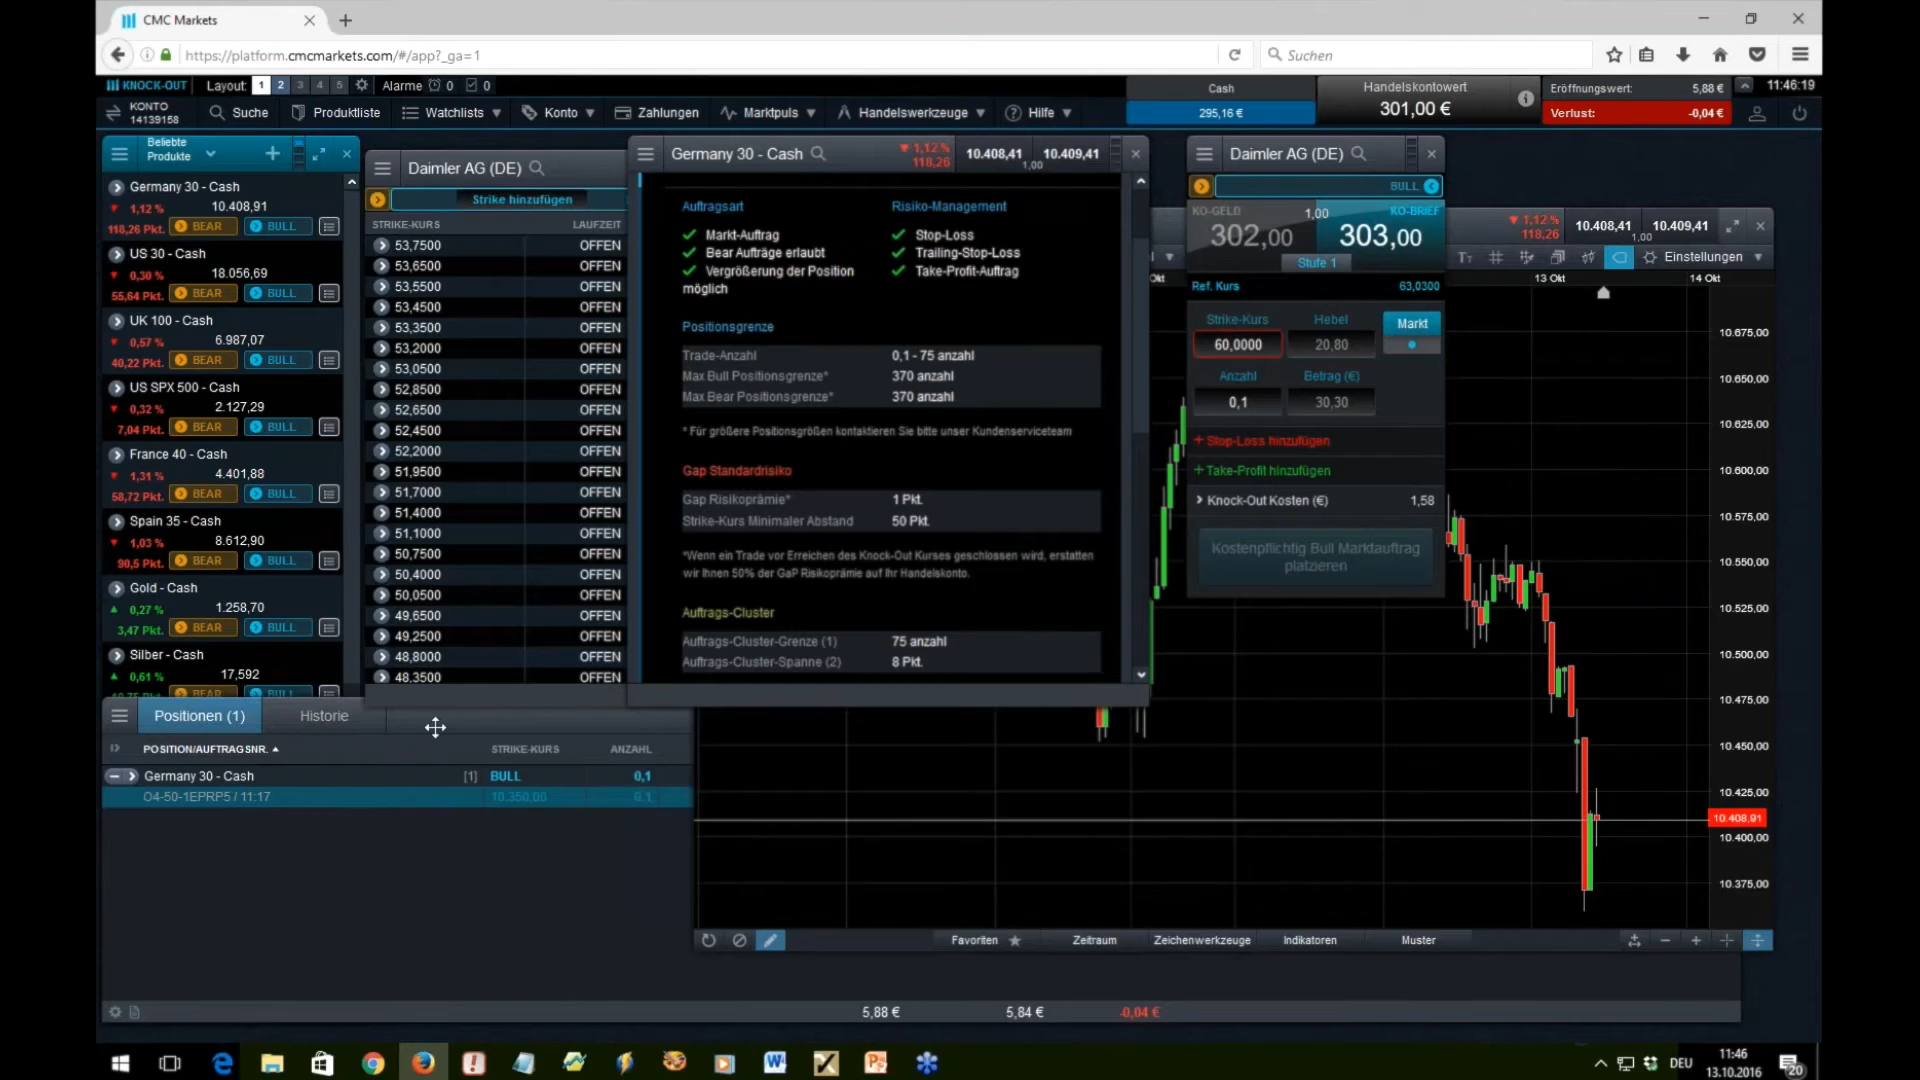 CMC Markets
https://platform.cmcmarkets.com/#/app?_ga=1
Suchen
KNOCK-OUT
Layout: 1 2 3 4 5
Alarme 0 0
Cash
295,16 €
Handelskontowert
301,00 €
Eröffnungswert: 5,88 €
Verlust: -0,04 €
11:46:19
KONTO
14139158
Suche
Produktliste
Watchlists
Konto
Zahlungen
Marktpuls
Handelswerkzeuge
Hilfe
Beliebte
Produkte
Germany 30 - Cash
1,12 % 10.408,91
118,26 Pkt. BEAR BULL
US 30 - Cash
0,30 % 18.056,69
55,64 Pkt. BEAR BULL
UK 100 - Cash
0,57 % 6.987,07
40,22 Pkt. BEAR BULL
US SPX 500 - Cash
0,32 % 2.127,29
7,04 Pkt. BEAR BULL
France 40 - Cash
1,31 % 4.401,88
58,72 Pkt. BEAR BULL
Spain 35 - Cash
1,03 % 8.612,90
90,5 Pkt. BEAR BULL
Gold - Cash
0,27 % 1.258,70
3,47 Pkt. BEAR BULL
Silber - Cash
0,61 % 17,592
BEAR BULL
Daimler AG (DE)
Strike hinzufügen
STRIKE-KURS LAUFZEIT
53,7500 OFFEN
53,6500 OFFEN
53,5500 OFFEN
53,4500 OFFEN
53,3500 OFFEN
53,2000 OFFEN
53,0500 OFFEN
52,8500 OFFEN
52,6500 OFFEN
52,4500 OFFEN
52,2000 OFFEN
51,9500 OFFEN
51,7000 OFFEN
51,4000 OFFEN
51,1000 OFFEN
50,7500 OFFEN
50,4000 OFFEN
50,0500 OFFEN
49,6500 OFFEN
49,2500 OFFEN
48,8000 OFFEN
48,3500 OFFEN
Germany 30 - Cash
1,12 %
118,26
10.408,41 1,00 10.409,41
Auftragsart
Markt-Auftrag
Bear Aufträge erlaubt
Vergrößerung der Position
möglich
Risiko-Management
Stop-Loss
Trailing-Stop-Loss
Take-Profit-Auftrag
Positionsgrenze
Trade-Anzahl 0,1 - 75 anzahl
Max Bull Positionsgrenze* 370 anzahl
Max Bear Positionsgrenze* 370 anzahl
* Für größere Positionsgrößen kontaktieren Sie bitte unser Kundenserviceteam
Gap Standardrisiko
Gap Risikoprämie* 1 Pkt.
Strike-Kurs Minimaler Abstand 50 Pkt.
*Wenn ein Trade vor Erreichen des Knock-Out Kurses geschlossen wird, erstatten
wir Ihnen 50% der GaP Risikoprämie auf Ihr Handelskonto.
Auftrags-Cluster
Auftrags-Cluster-Grenze (1) 75 anzahl
Auftrags-Cluster-Spanne (2) 8 Pkt.
Daimler AG (DE)
BULL
KO-GELD 1,00 KO-BRIEF
302,00 303,00
Stufe 1
Ref. Kurs 63,0300
Strike-Kurs Hebel Markt
60,0000 20,80
Anzahl Betrag (€)
0,1 30,30
+ Stop-Loss hinzufügen
+ Take-Profit hinzufügen
Knock-Out Kosten (€) 1,58
Kostenpflichtig Bull Marktauftrag
platzieren
1,12 %
118,26
10.408,41 1,00 10.409,41
Einstellungen
Okt 13 Okt 14 Okt
10.675,00
10.650,00
10.625,00
10.600,00
10.575,00
10.550,00
10.525,00
10.500,00
10.475,00
10.450,00
10.425,00
10.408,91
10.400,00
10.375,00
Favoriten
Zeitraum
Zeichenwerkzeuge
Indikatoren
Muster
Positionen (1)
Historie
POSITION/AUFTRAGSNR. STRIKE-KURS ANZAHL
Germany 30 - Cash [1] BULL 0,1
O4-50-1EPRP5 / 11:17 10.350,00 0,1
5,88 € 5,84 € -0,04 €
DEU
11:46
13.10.2016
20